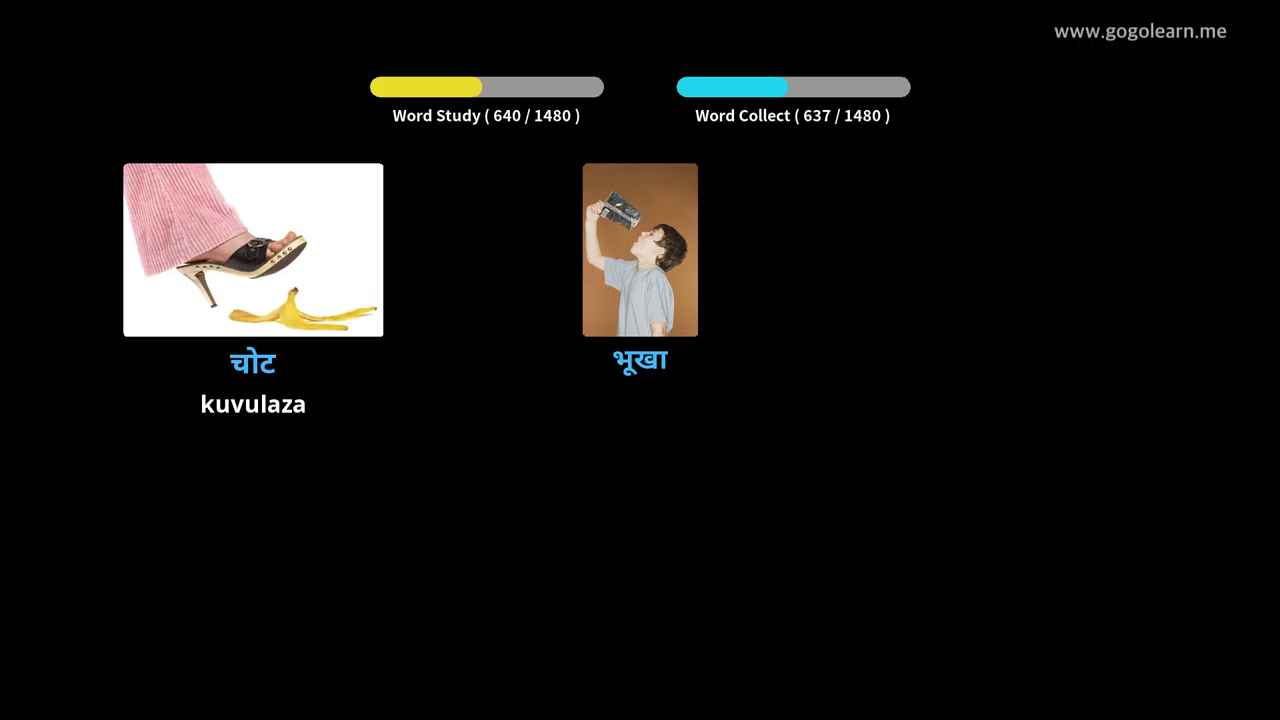 www.gogolearn.me
Word Study ( 640 / 1480 )
Word Collect ( 637 / 1480 )
चोट
kuvulaza
भूखा